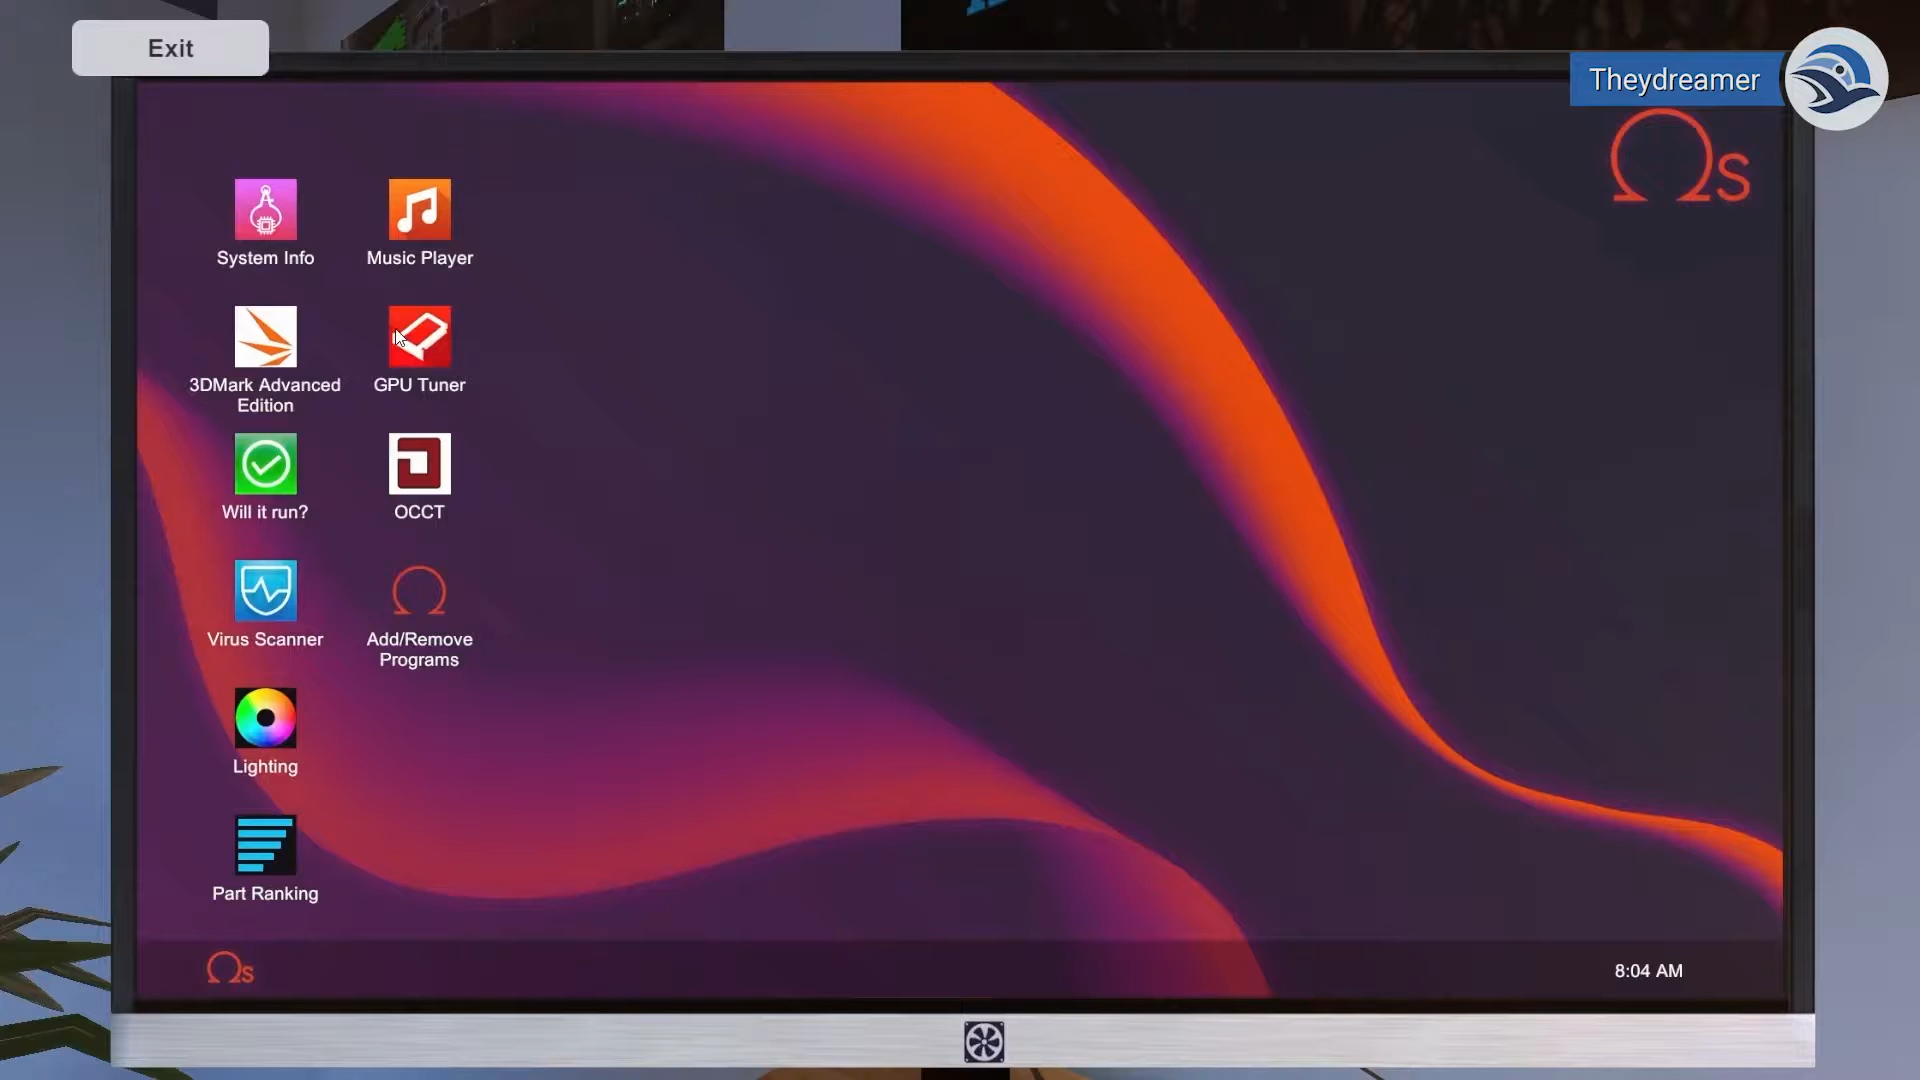 Exit
Theydreamer
Ωs
System Info
Music Player
3DMark Advanced
Edition
GPU Tuner
Will it run?
OCCT
Virus Scanner
Add/Remove
Programs
Lighting
Part Ranking
Ωs
8:04 AM